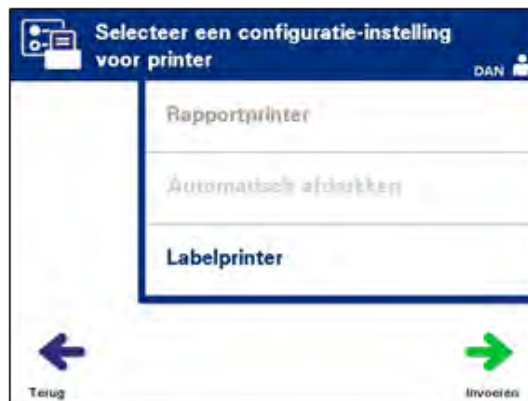 Selecteer een configuratie-instelling
voor printer
DAN
Rapportprinter
Automatisch afdrukken
Labelprinter
Terug
Invoeren